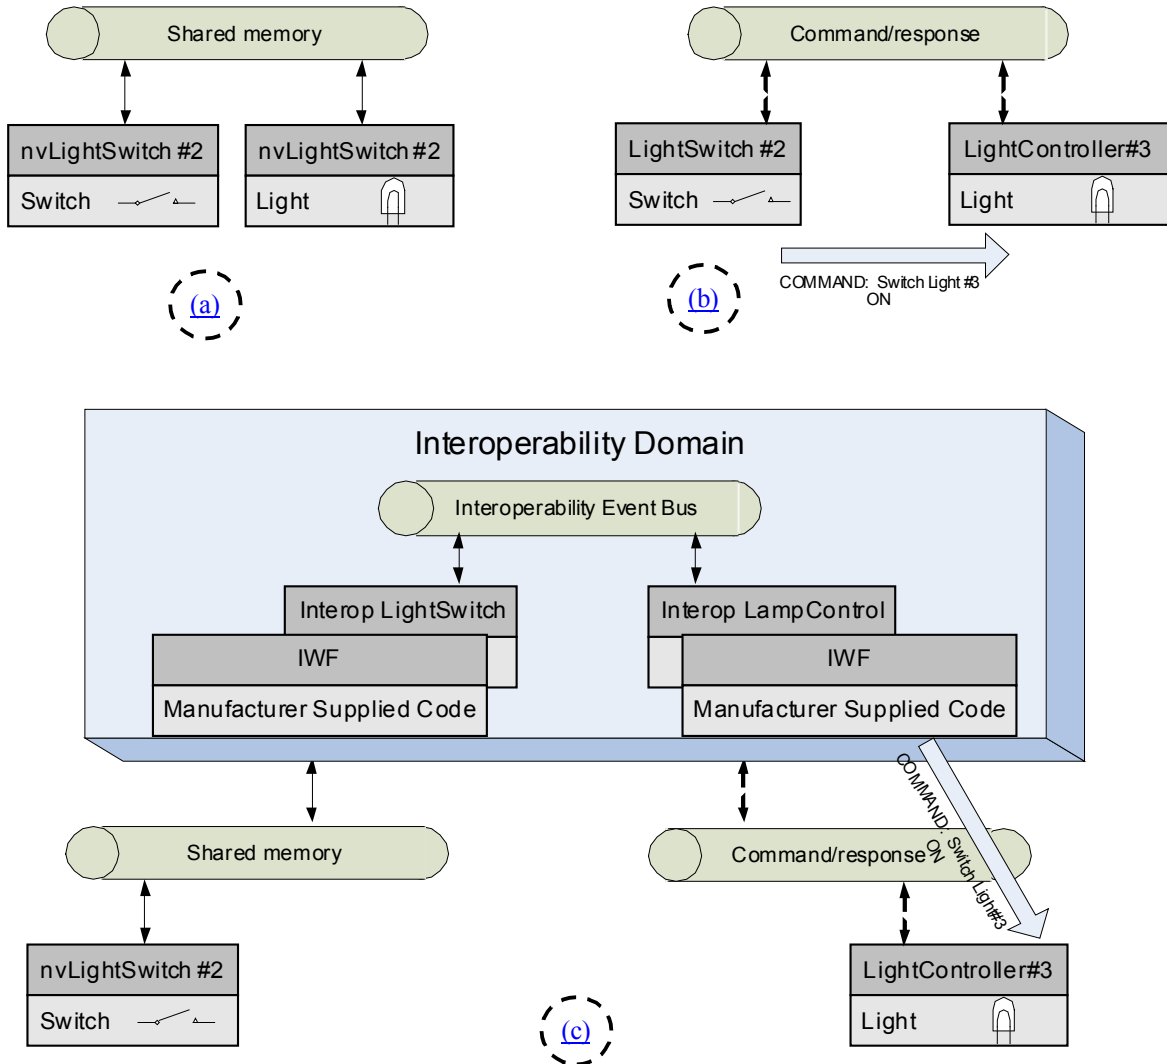 Shared memory
Command/response
nvLightSwitch #2
nvLightSwitch #2
LightSwitch #2
LightController#3
Switch
Light
Switch
Light
COMMAND: Switch Light #3
ON
(a)
(b)
Interoperability Domain
Interoperability Event Bus
Interop LightSwitch
Interop LampControl
IWF
IWF
Manufacturer Supplied Code
Manufacturer Supplied Code
COMMAND: Switch Light#3
ON
Shared memory
Command/response
nvLightSwitch #2
LightController#3
Switch
Light
(c)